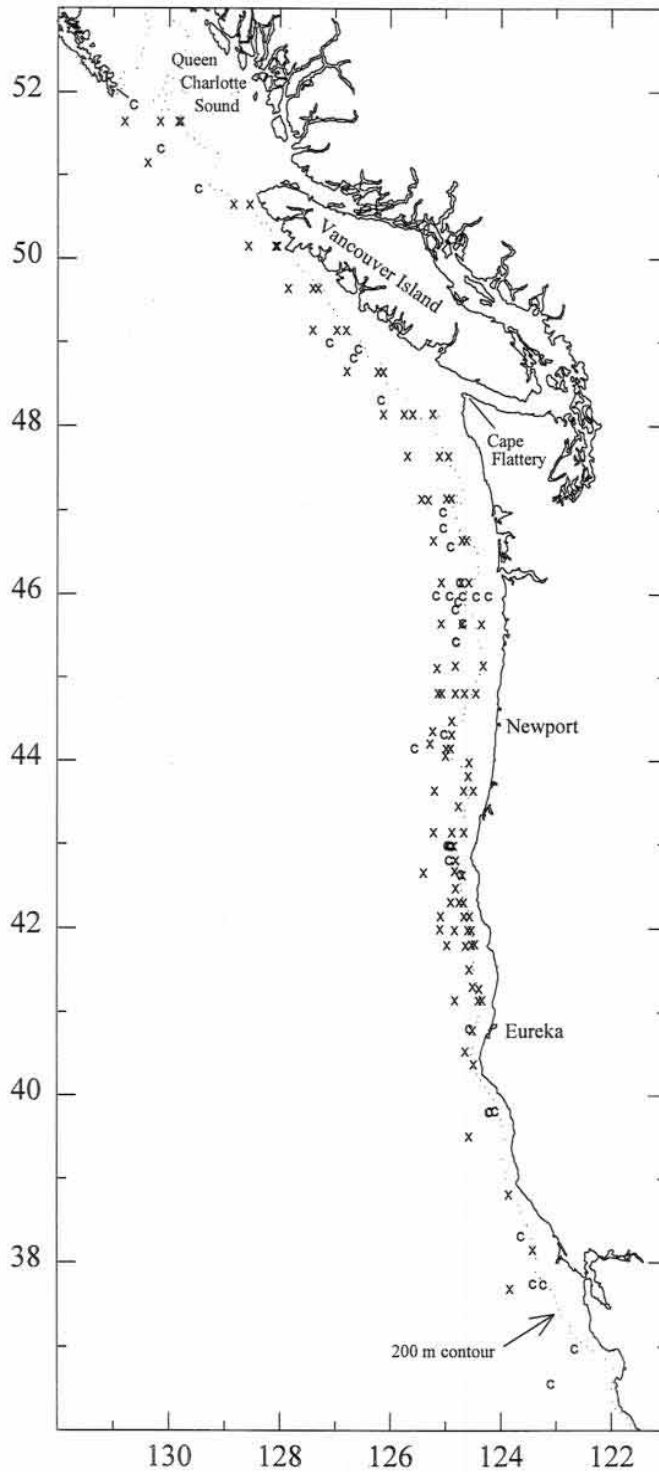 Queen
Charlotte
Sound
52
50
Vancouver Island
48
Cape
Flattery
46
Newport
44
42
Eureka
40
38
200 m contour
130
128
126
124
122